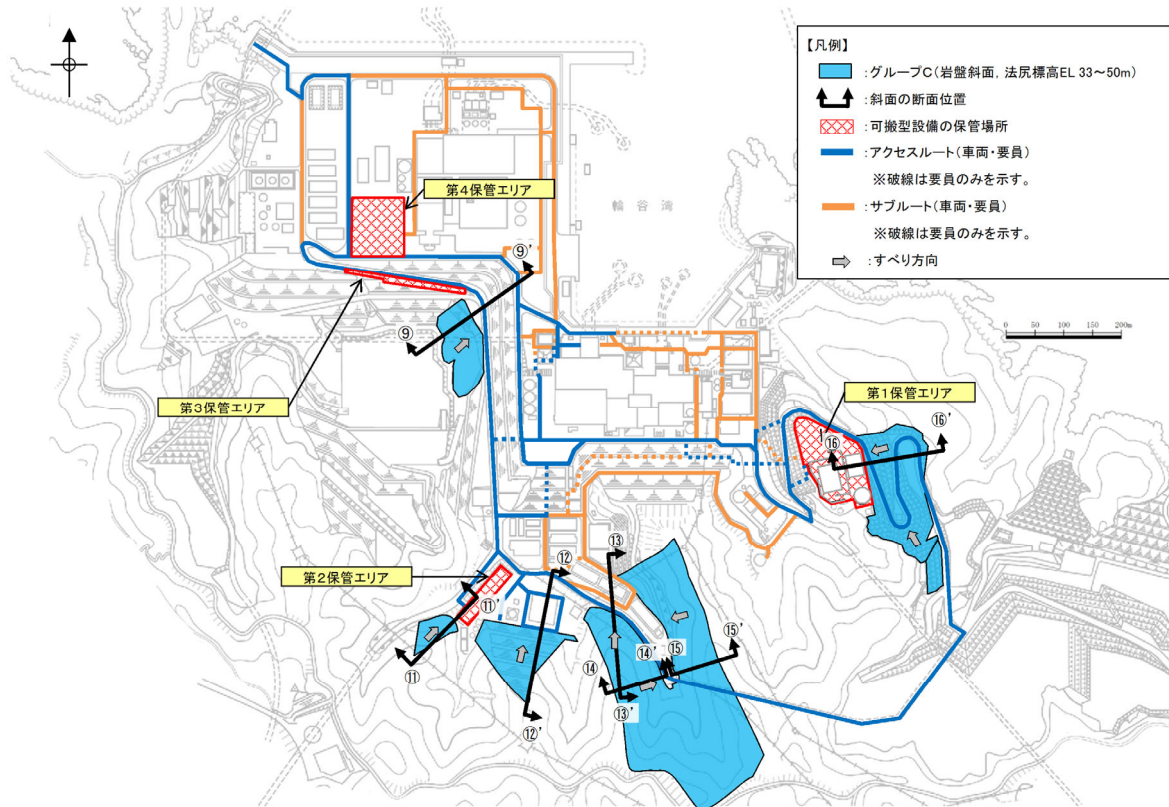 【凡例】
：グループC（岩盤斜面，法尻標高EL 33～50m）
：斜面の断面位置
：可搬型設備の保管場所
：アクセスルート（車両・要員）
※破線は要員のみを示す。
：サブルート（車両・要員）
※破線は要員のみを示す。
：すべり方向
0 50 100 200m
輪谷湾
第4保管エリア
⑨'
⑨
第3保管エリア
第1保管エリア
⑯'
⑯
第2保管エリア
⑬
⑫
⑪'
⑪
⑮'
⑭'
⑮
⑭
⑬'
⑫'